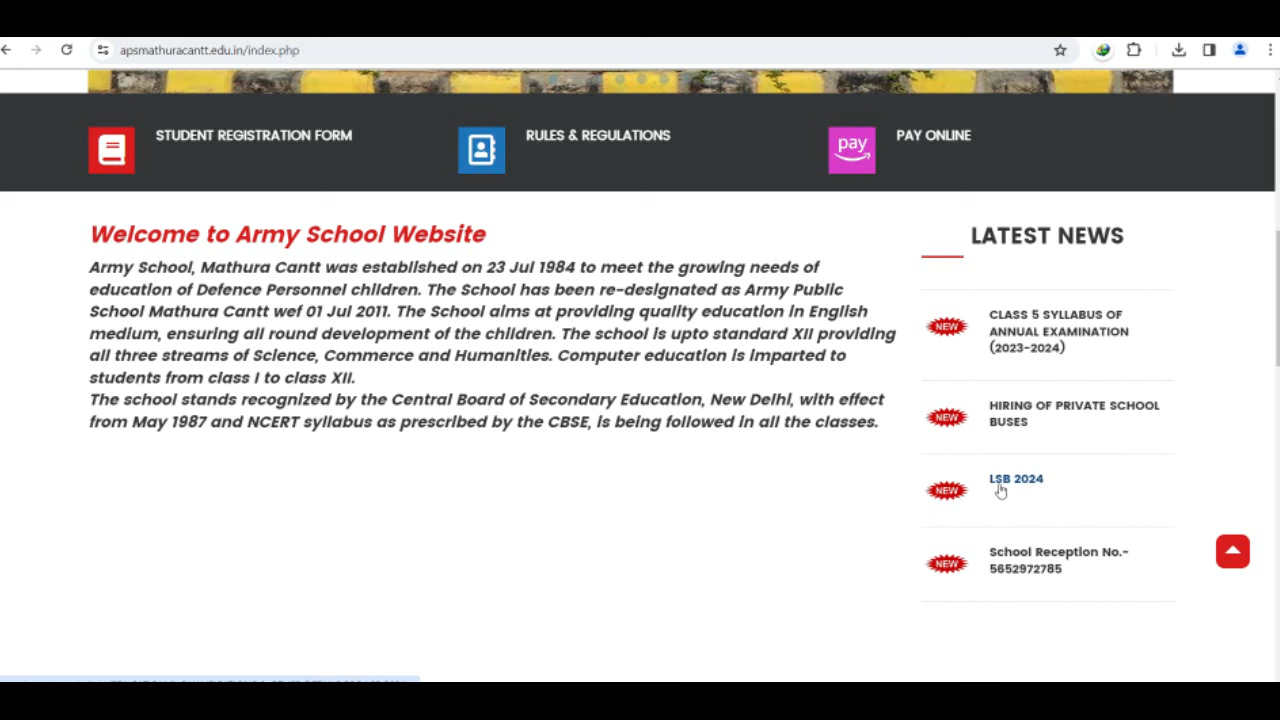 apsmathuracantt.edu.in/index.php
STUDENT REGISTRATION FORM
RULES & REGULATIONS
pay
PAY ONLINE
Welcome to Army School Website
Army School, Mathura Cantt was established on 23 Jul 1984 to meet the growing needs of
education of Defence Personnel children. The School has been re-designated as Army Public
School Mathura Cantt wef 01 Jul 2011. The School aims at providing quality education in English
medium, ensuring all round development of the children. The school is upto standard XII providing
all three streams of Science, Commerce and Humanities. Computer education is imparted to
students from class I to class XII.
The school stands recognized by the Central Board of Secondary Education, New Delhi, with effect
from May 1987 and NCERT syllabus as prescribed by the CBSE, is being followed in all the classes.
LATEST NEWS
NEW
CLASS 5 SYLLABUS OF
ANNUAL EXAMINATION
(2023-2024)
NEW
HIRING OF PRIVATE SCHOOL
BUSES
NEW
LSB 2024
NEW
School Reception No.-
5652972785